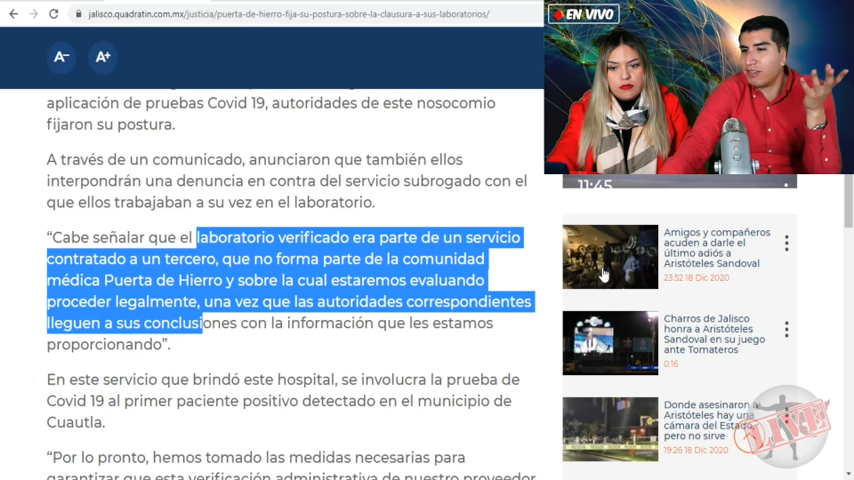 jalisco.quadratin.com.mx/justicia/puerta-de-hierro-fija-su-postura-sobre-la-clausura-a-sus-laboratorios/
EN VIVO
A−
A+
aplicación de pruebas Covid 19, autoridades de este nosocomio
fijaron su postura.
A través de un comunicado, anunciaron que también ellos
interpondrán una denuncia en contra del servicio subrogado con el
que ellos trabajaban a su vez en el laboratorio.
“Cabe señalar que el laboratorio verificado era parte de un servicio
contratado a un tercero, que no forma parte de la comunidad
médica Puerta de Hierro y sobre la cual estaremos evaluando
proceder legalmente, una vez que las autoridades correspondientes
lleguen a sus conclusiones con la información que les estamos
proporcionando”.
En este servicio que brindó este hospital, se involucra la prueba de
Covid 19 al primer paciente positivo detectado en el municipio de
Cuautla.
“Por lo pronto, hemos tomado las medidas necesarias para
garantizar que esta verificación administrativa de nuestro proveedor
11:45
Amigos y compañeros
acuden a darle el
último adiós a
Aristóteles Sandoval
23:52 18 Dic 2020
Charros de Jalisco
honra a Aristóteles
Sandoval en su juego
ante Tomateros
0:16
Donde asesinaron a
Aristóteles hay una
cámara del Estado,
pero no sirve
19:26 18 Dic 2020
LIVE